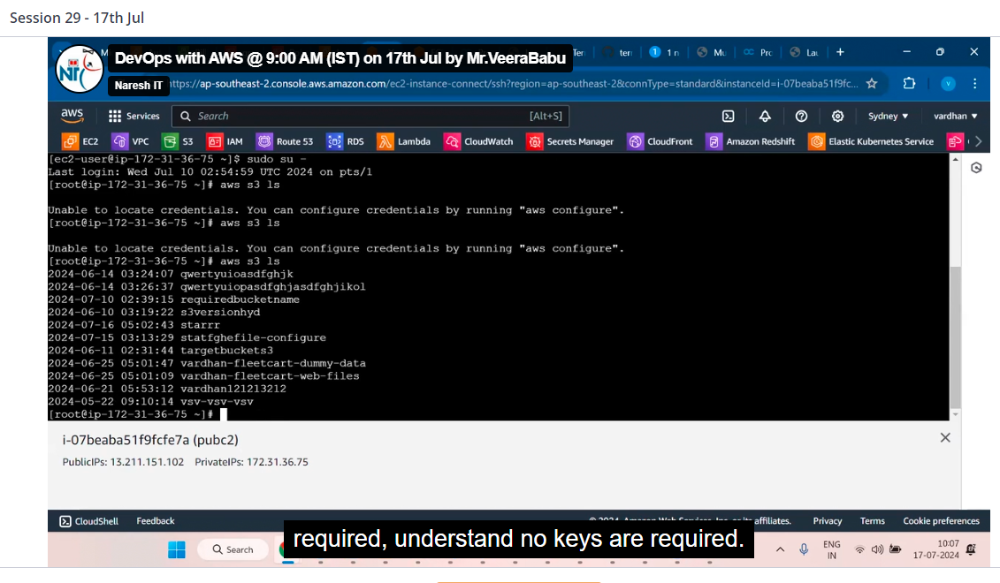 Session 29 - 17th Jul
DevOps with AWS @ 9:00 AM (IST) on 17th Jul by Mr.VeeraBabu
NIT
Naresh IT
ttps://ap-southeast-2.console.aws.amazon.com/ec2-instance-connect/ssh?region=ap-southeast-2&connType=standard&instanceId=i-07beaba51f9fc...
aws Services Search [Alt+S] Sydney vardhan
EC2 VPC S3 IAM Route 53 RDS Lambda CloudWatch Secrets Manager CloudFront Amazon Redshift Elastic Kubernetes Service
[ec2-user@ip-172-31-36-75 ~]$ sudo su -
Last login: Wed Jul 10 02:54:59 UTC 2024 on pts/1
[root@ip-172-31-36-75 ~]# aws s3 ls
Unable to locate credentials. You can configure credentials by running "aws configure".
[root@ip-172-31-36-75 ~]# aws s3 ls
Unable to locate credentials. You can configure credentials by running "aws configure".
[root@ip-172-31-36-75 ~]# aws s3 ls
2024-06-14 03:24:07 qwertyuioasdfghjk
2024-06-14 03:26:37 qwertyuiopasdfghjasdfghjikol
2024-07-10 02:39:15 requiredbucketname
2024-06-10 03:19:22 s3versionhyd
2024-07-16 05:02:43 starrr
2024-07-15 03:13:29 statfghefile-configure
2024-06-11 02:31:44 targetbuckets3
2024-06-25 05:01:47 vardhan-fleetcart-dummy-data
2024-06-25 05:01:09 vardhan-fleetcart-web-files
2024-06-21 05:53:12 vardhan121213212
2024-05-22 09:10:14 vsv-vsv-vsv
[root@ip-172-31-36-75 ~]#
i-07beaba51f9fcfe7a (pubc2)
PublicIPs: 13.211.151.102 PrivateIPs: 172.31.36.75
CloudShell Feedback affiliates. Privacy Terms Cookie preferences
required, understand no keys are required.
Search ENG 10:07
IN 17-07-2024